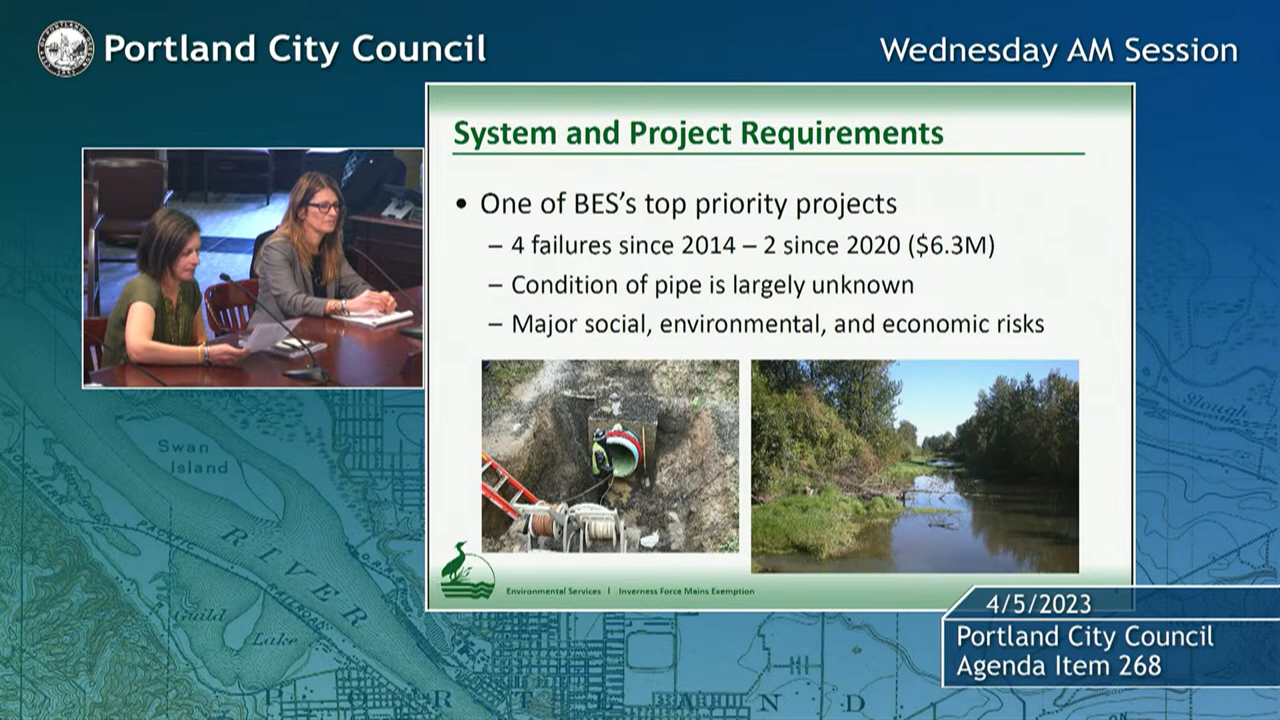 Portland City Council
Wednesday AM Session
System and Project Requirements
• One of BES's top priority projects
– 4 failures since 2014 – 2 since 2020 ($6.3M)
– Condition of pipe is largely unknown
– Major social, environmental, and economic risks
Environmental Services | Inverness Force Mains Exemption
4/5/2023
Portland City Council
Agenda Item 268
Swan
Island
RIVER
Guild
Lake
Slough
PACIFIC